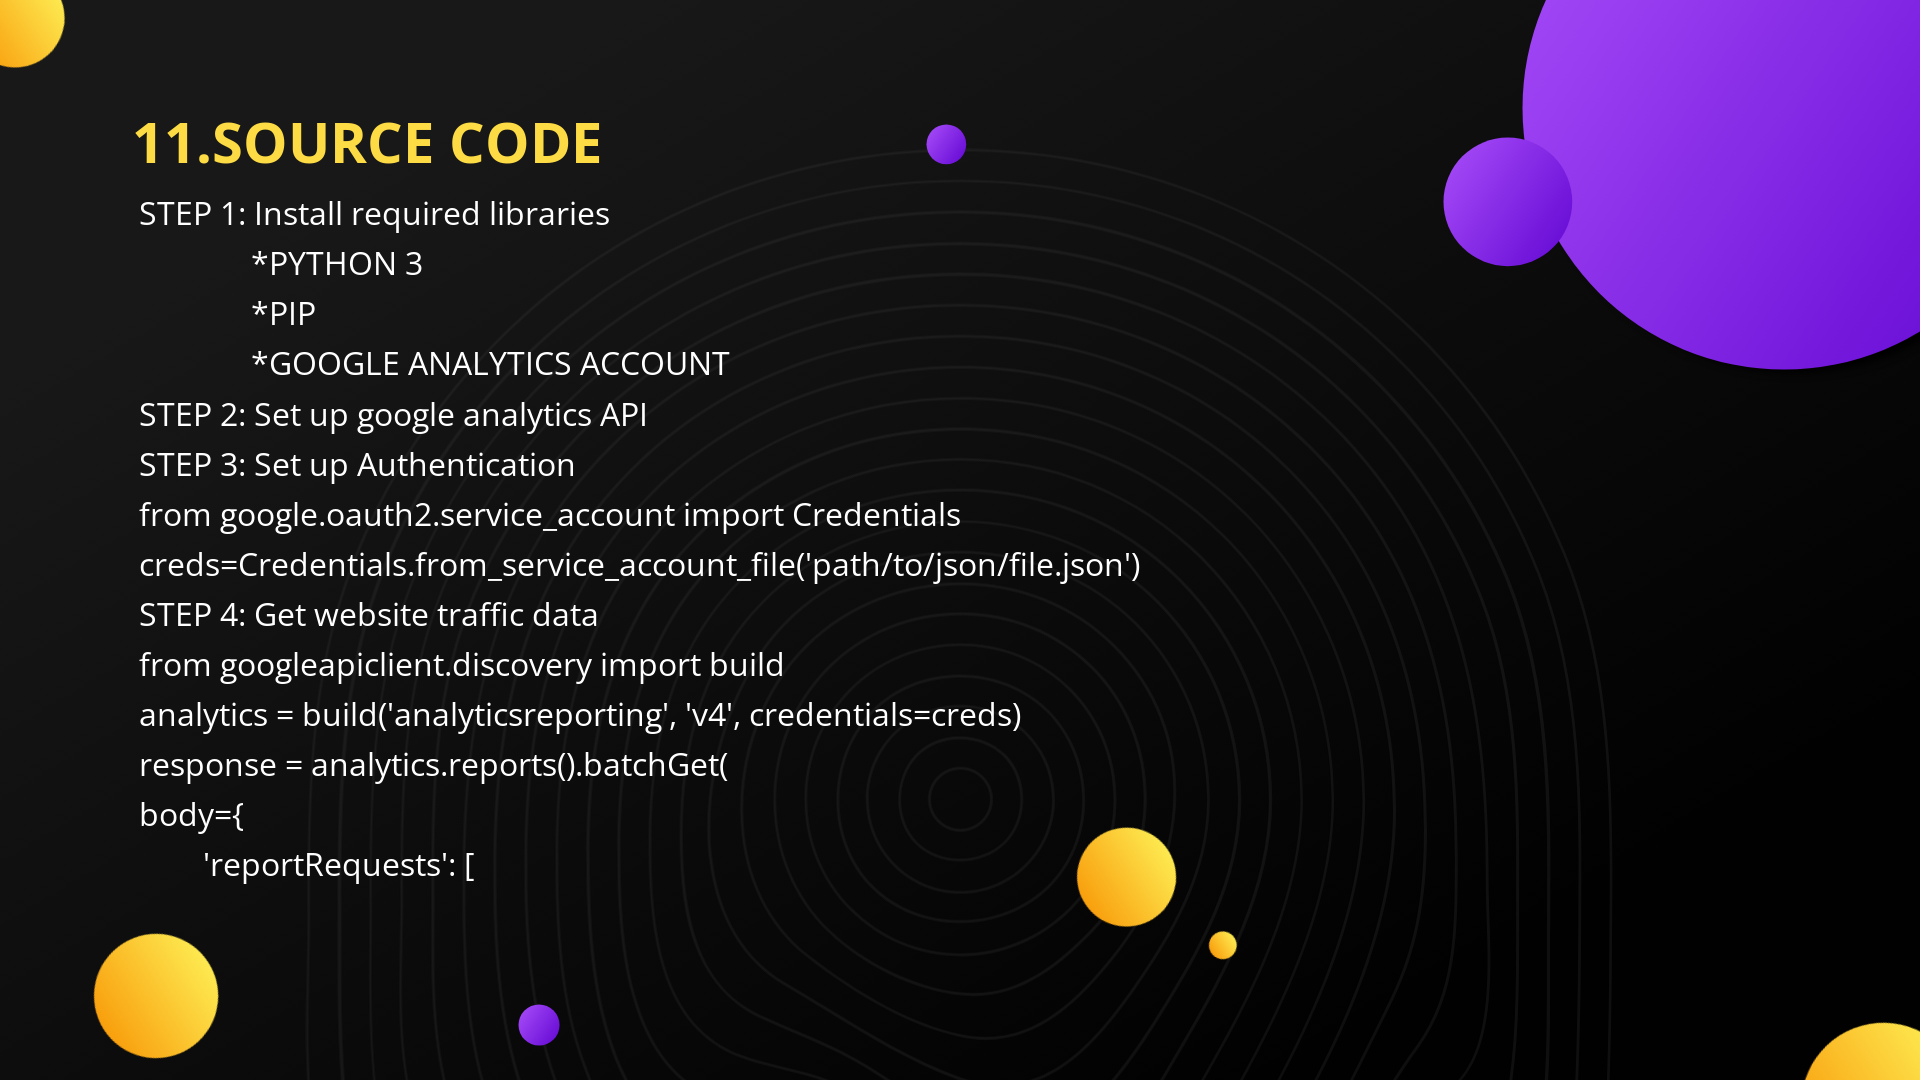 11.SOURCE CODE
STEP 1: Install required libraries
*PYTHON 3
*PIP
*GOOGLE ANALYTICS ACCOUNT
STEP 2: Set up google analytics API
STEP 3: Set up Authentication
from google.oauth2.service_account import Credentials
creds=Credentials.from_service_account_file('path/to/json/file.json')
STEP 4: Get website traffic data
from googleapiclient.discovery import build
analytics = build('analyticsreporting', 'v4', credentials=creds)
response = analytics.reports().batchGet(
body={
'reportRequests': [